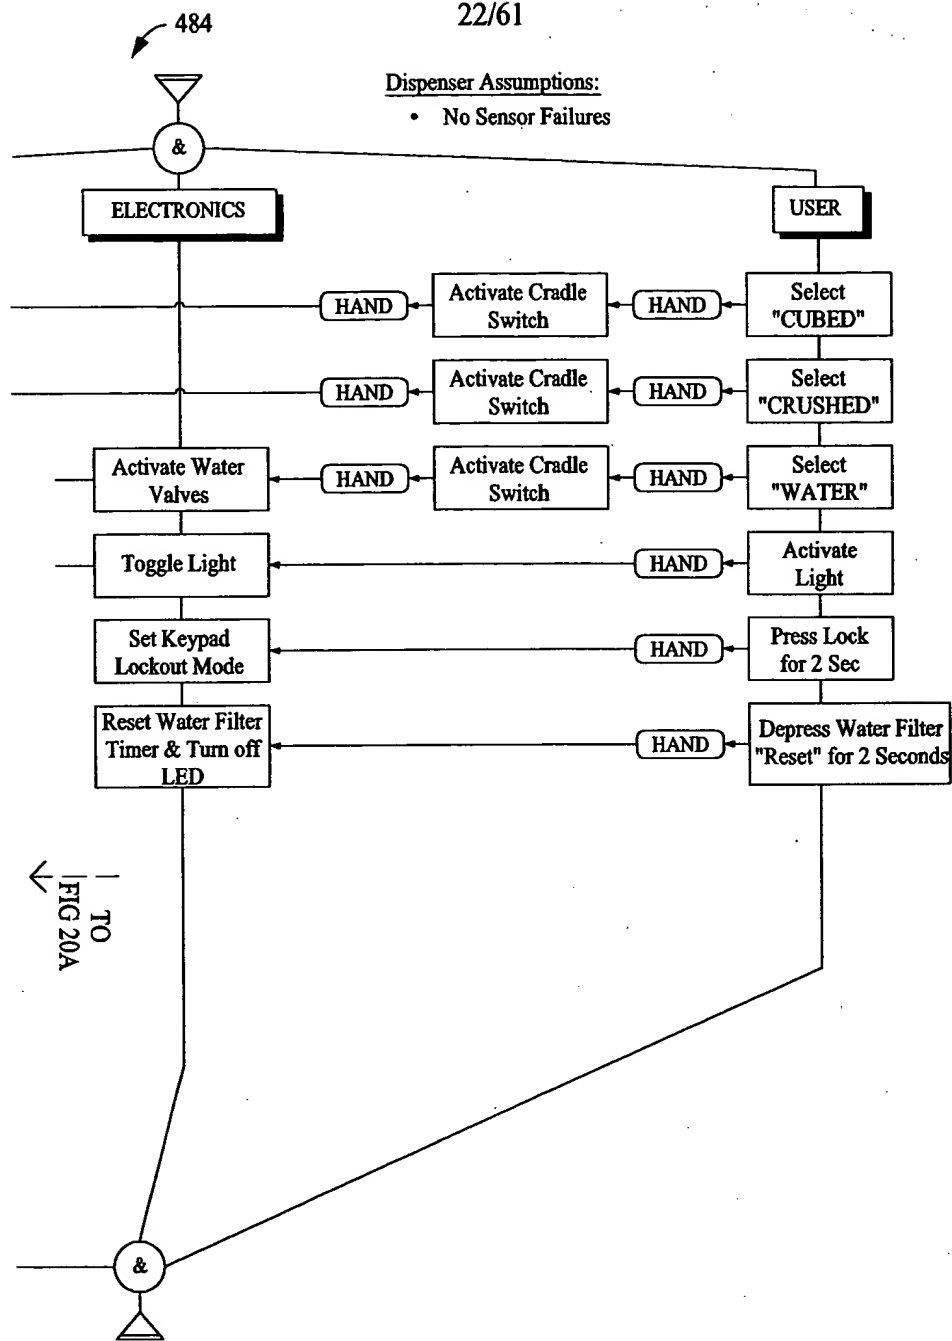 484
22/61
Dispenser Assumptions:
• No Sensor Failures
&
ELECTRONICS
USER
HAND
Activate Cradle
Switch
HAND
Select
"CUBED"
HAND
Activate Cradle
Switch
HAND
Select
"CRUSHED"
Activate Water
Valves
HAND
Activate Cradle
Switch
HAND
Select
"WATER"
Toggle Light
HAND
Activate
Light
Set Keypad
Lockout Mode
HAND
Press Lock
for 2 Sec
Reset Water Filter
Timer & Turn off
LED
HAND
Depress Water Filter
"Reset" for 2 Seconds
TO
FIG 20A
&